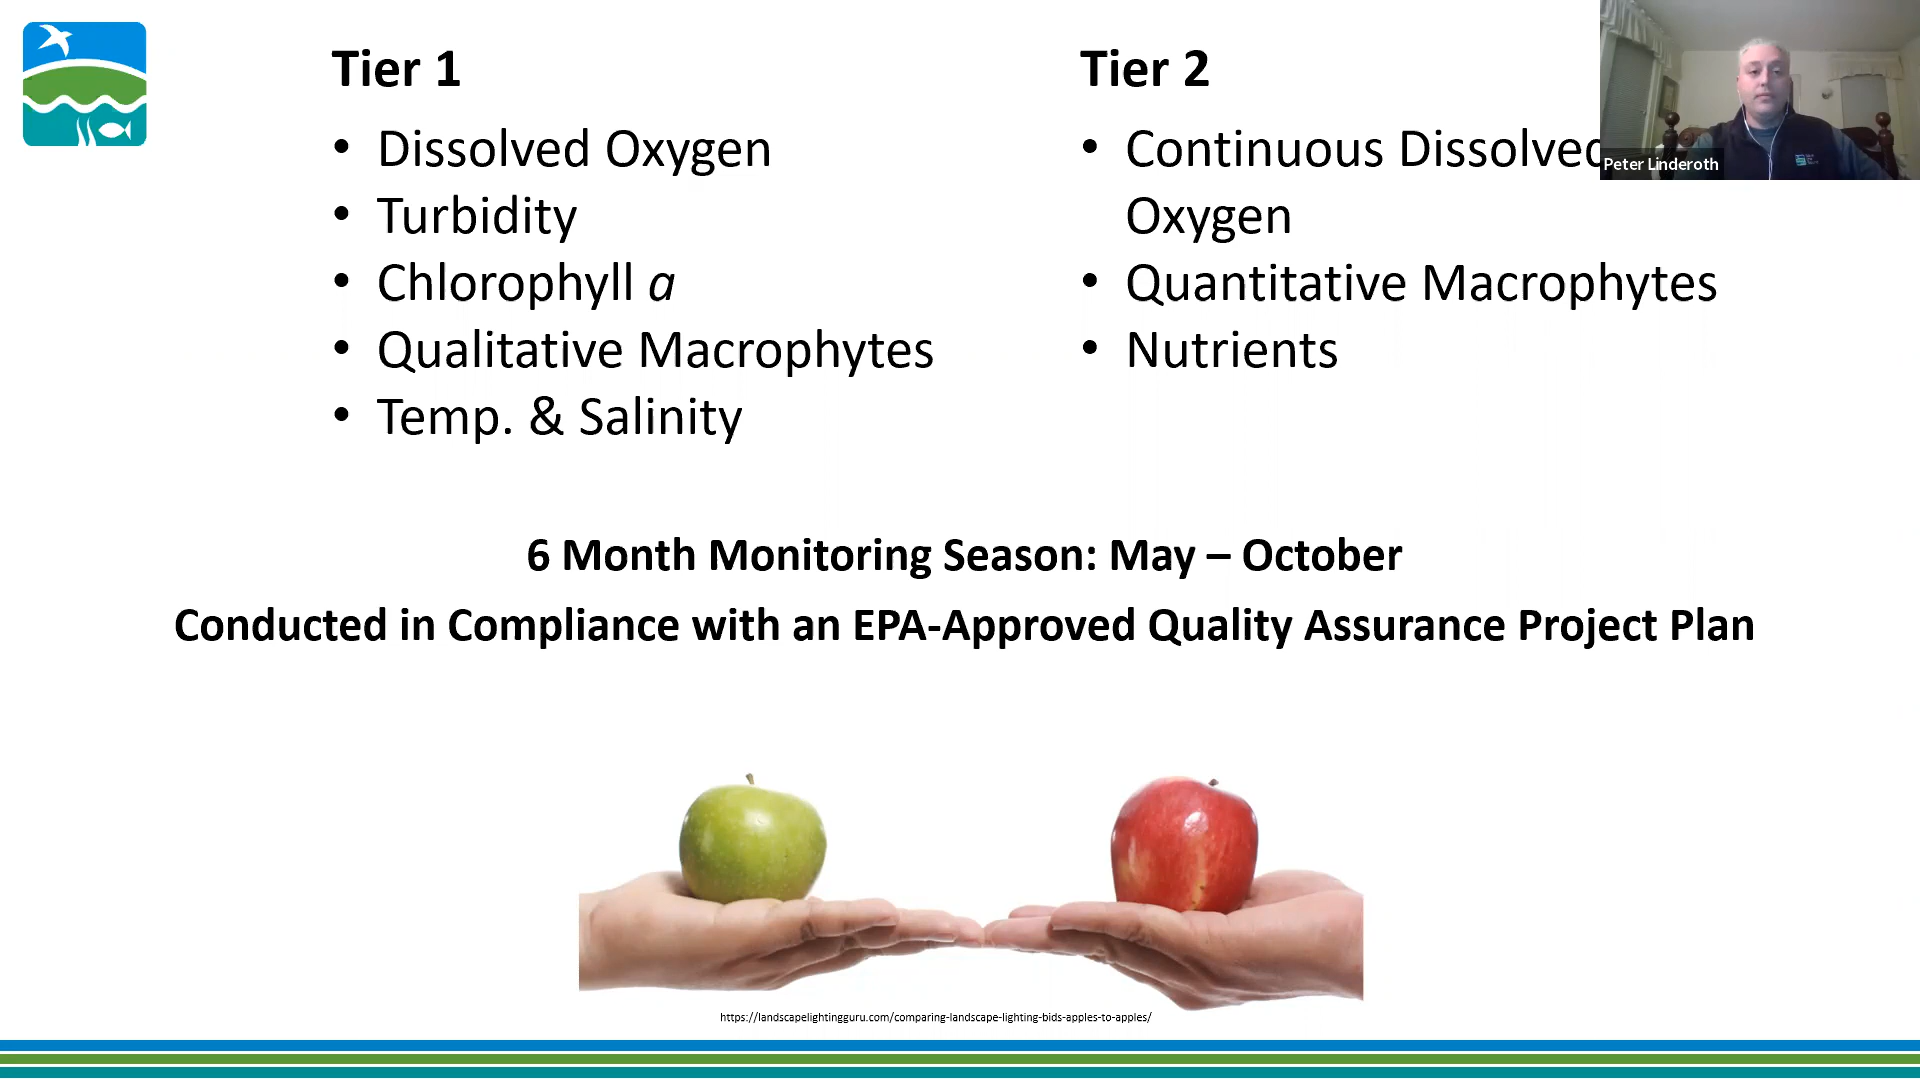 Tier 1
• Dissolved Oxygen
• Turbidity
• Chlorophyll a
• Qualitative Macrophytes
• Temp. & Salinity
Tier 2
• Continuous Dissolved
Oxygen
• Quantitative Macrophytes
• Nutrients
Peter Linderoth
6 Month Monitoring Season: May – October
Conducted in Compliance with an EPA-Approved Quality Assurance Project Plan
https://landscapelightingguru.com/comparing-landscape-lighting-bids-apples-to-apples/